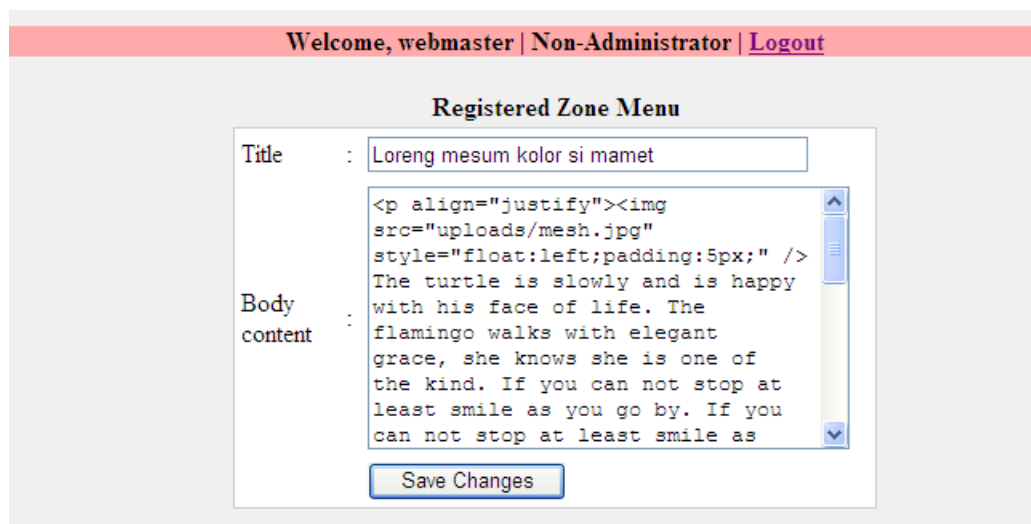 Welcome, webmaster | Non-Administrator | Logout
Registered Zone Menu
Title : Loreng mesum kolor si mamet
<p align="justify"><img
src="uploads/mesh.jpg"
style="float:left;padding:5px;" />
The turtle is slowly and is happy
Body content : with his face of life. The
flamingo walks with elegant
grace, she knows she is one of
the kind. If you can not stop at
least smile as you go by. If you
can not stop at least smile as
Save Changes